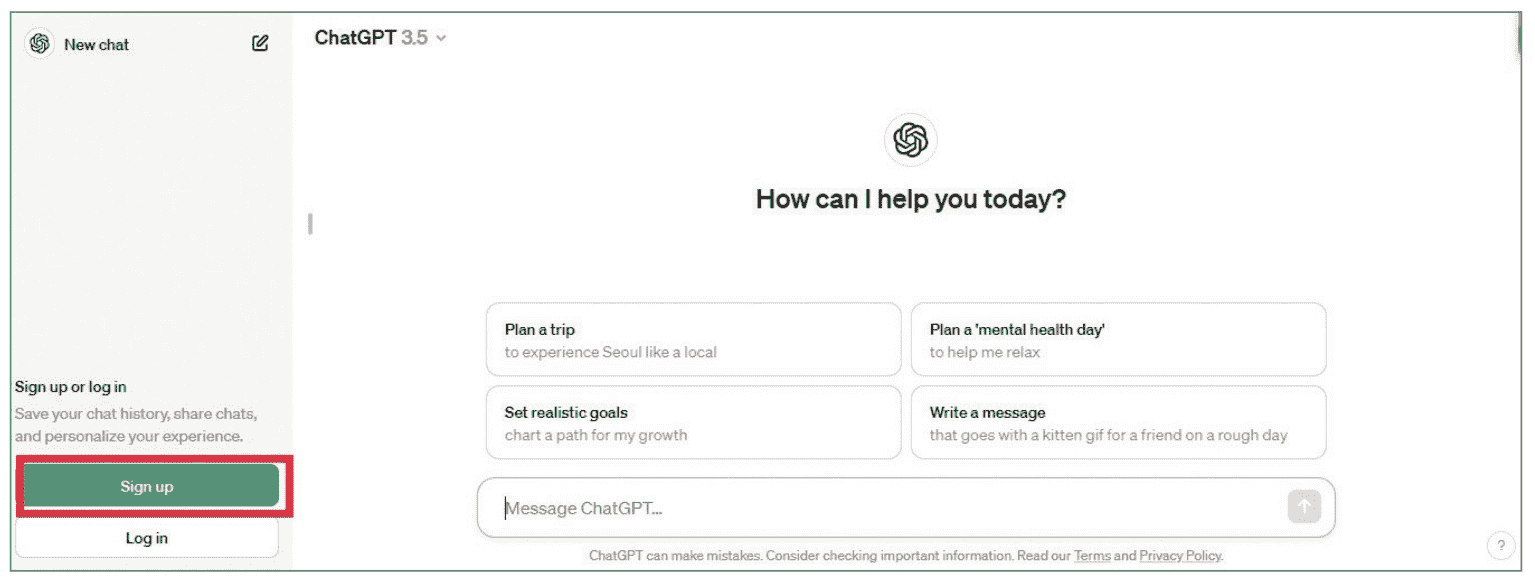 New chat
ChatGPT 3.5
How can I help you today?
Plan a trip
to experience Seoul like a local
Plan a 'mental health day'
to help me relax
Set realistic goals
chart a path for my growth
Write a message
that goes with a kitten gif for a friend on a rough day
Sign up or log in
Save your chat history, share chats,
and personalize your experience.
Sign up
Log in
Message ChatGPT...
ChatGPT can make mistakes. Consider checking important information. Read our Terms and Privacy Policy.
?